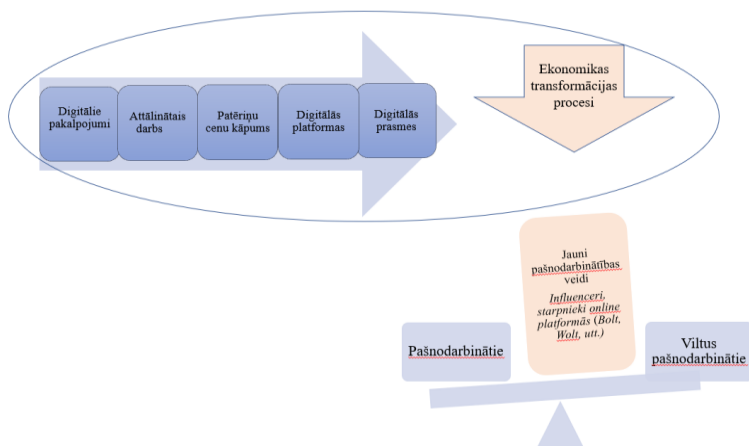 Digitālie
pakalpojumi
Attālinātais
darbs
Patēriņu
cenu kāpums
Digitālās
platformas
Digitālās
prasmes
Ekonomikas
transformācijas
procesi
Jauni
pašnodarbinātības
veidi
Influenceri,
starpnieki online
platformās (Bolt,
Wolt, utt.)
Pašnodarbinātie
Viltus
pašnodarbinātie